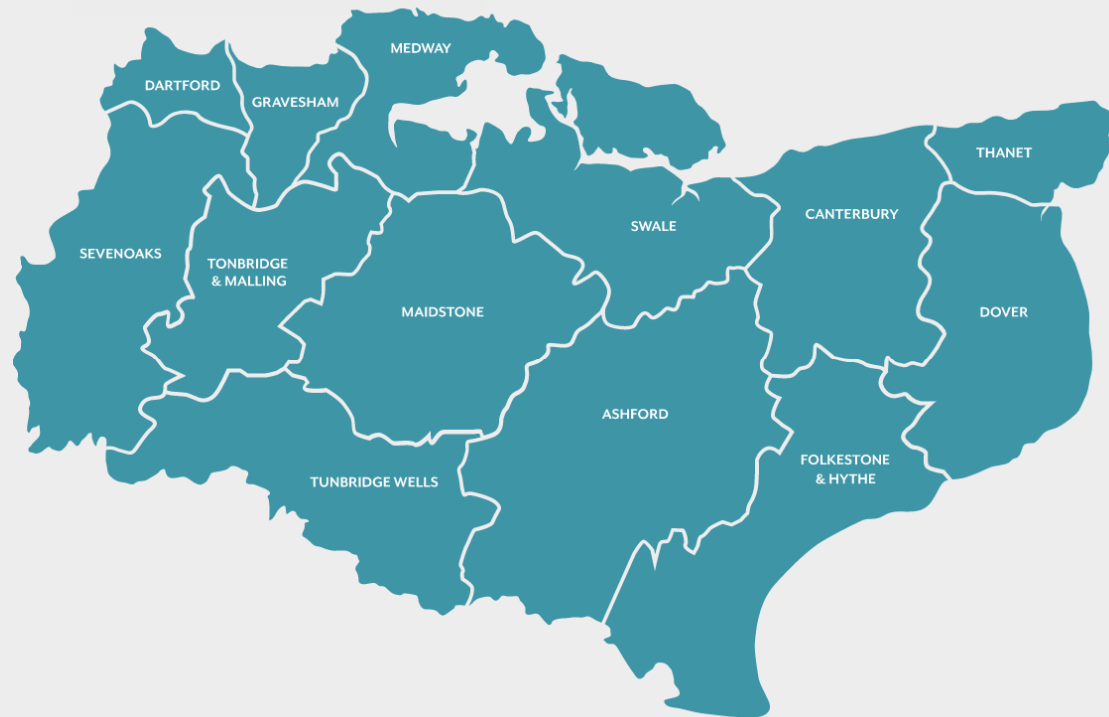 MEDWAY
DARTFORD
GRAVESHAM
THANET
CANTERBURY
SWALE
SEVENOAKS
TONBRIDGE
& MALLING
MAIDSTONE
DOVER
ASHFORD
FOLKESTONE
& HYTHE
TUNBRIDGE WELLS